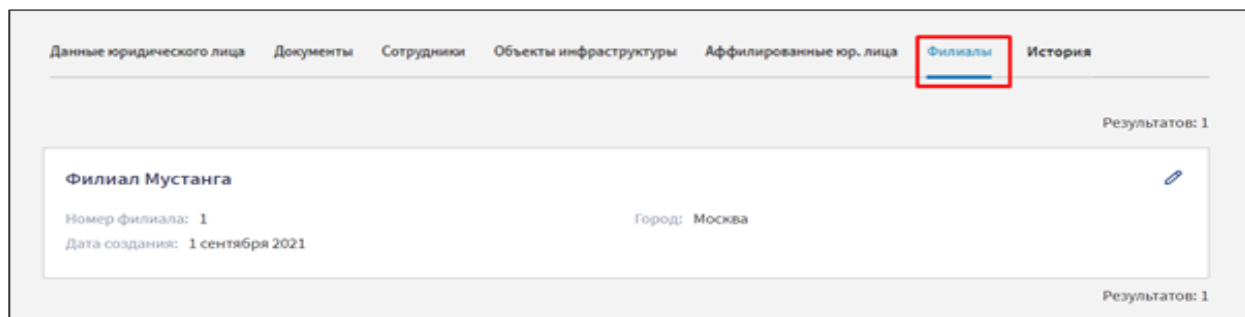 Данные юридического лица Документы Сотрудники Объекты инфраструктуры Аффилированные юр. лица Филиалы История
Результатов: 1
Филиал Мустанга
Номер филиала: 1 Город: Москва
Дата создания: 1 сентября 2021
Результатов: 1